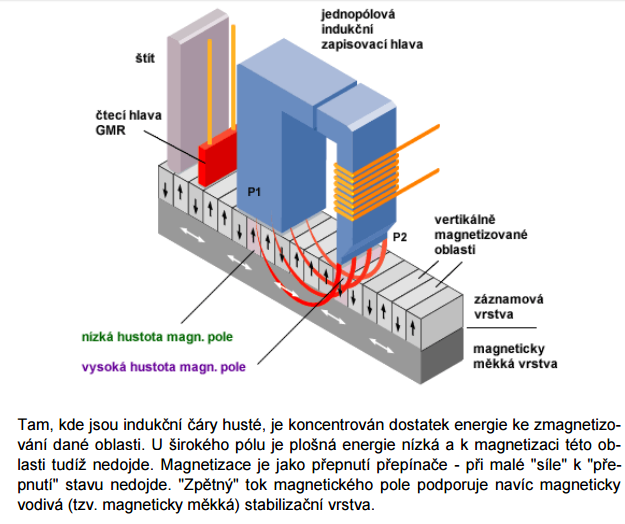 jednopólová
indukční
zapisovací hlava
štít
čtecí hlava
GMR
P1
P2
vertikálně
magnetizované
oblasti
záznamová
vrstva
nízká hustota magn. pole
magneticky
měkká vrstva
vysoká hustota magn. pole
Tam, kde jsou indukční čáry husté, je koncentrován dostatek energie ke zmagnetizo-
vání dané oblasti. U širokého pólu je plošná energie nízká a k magnetizaci této ob-
lasti tudíž nedojde. Magnetizace je jako přepnutí přepínače - při malé "síle" k "pře-
pnutí" stavu nedojde. "Zpětný" tok magnetického pole podporuje navíc magneticky
vodivá (tzv. magneticky měkká) stabilizační vrstva.